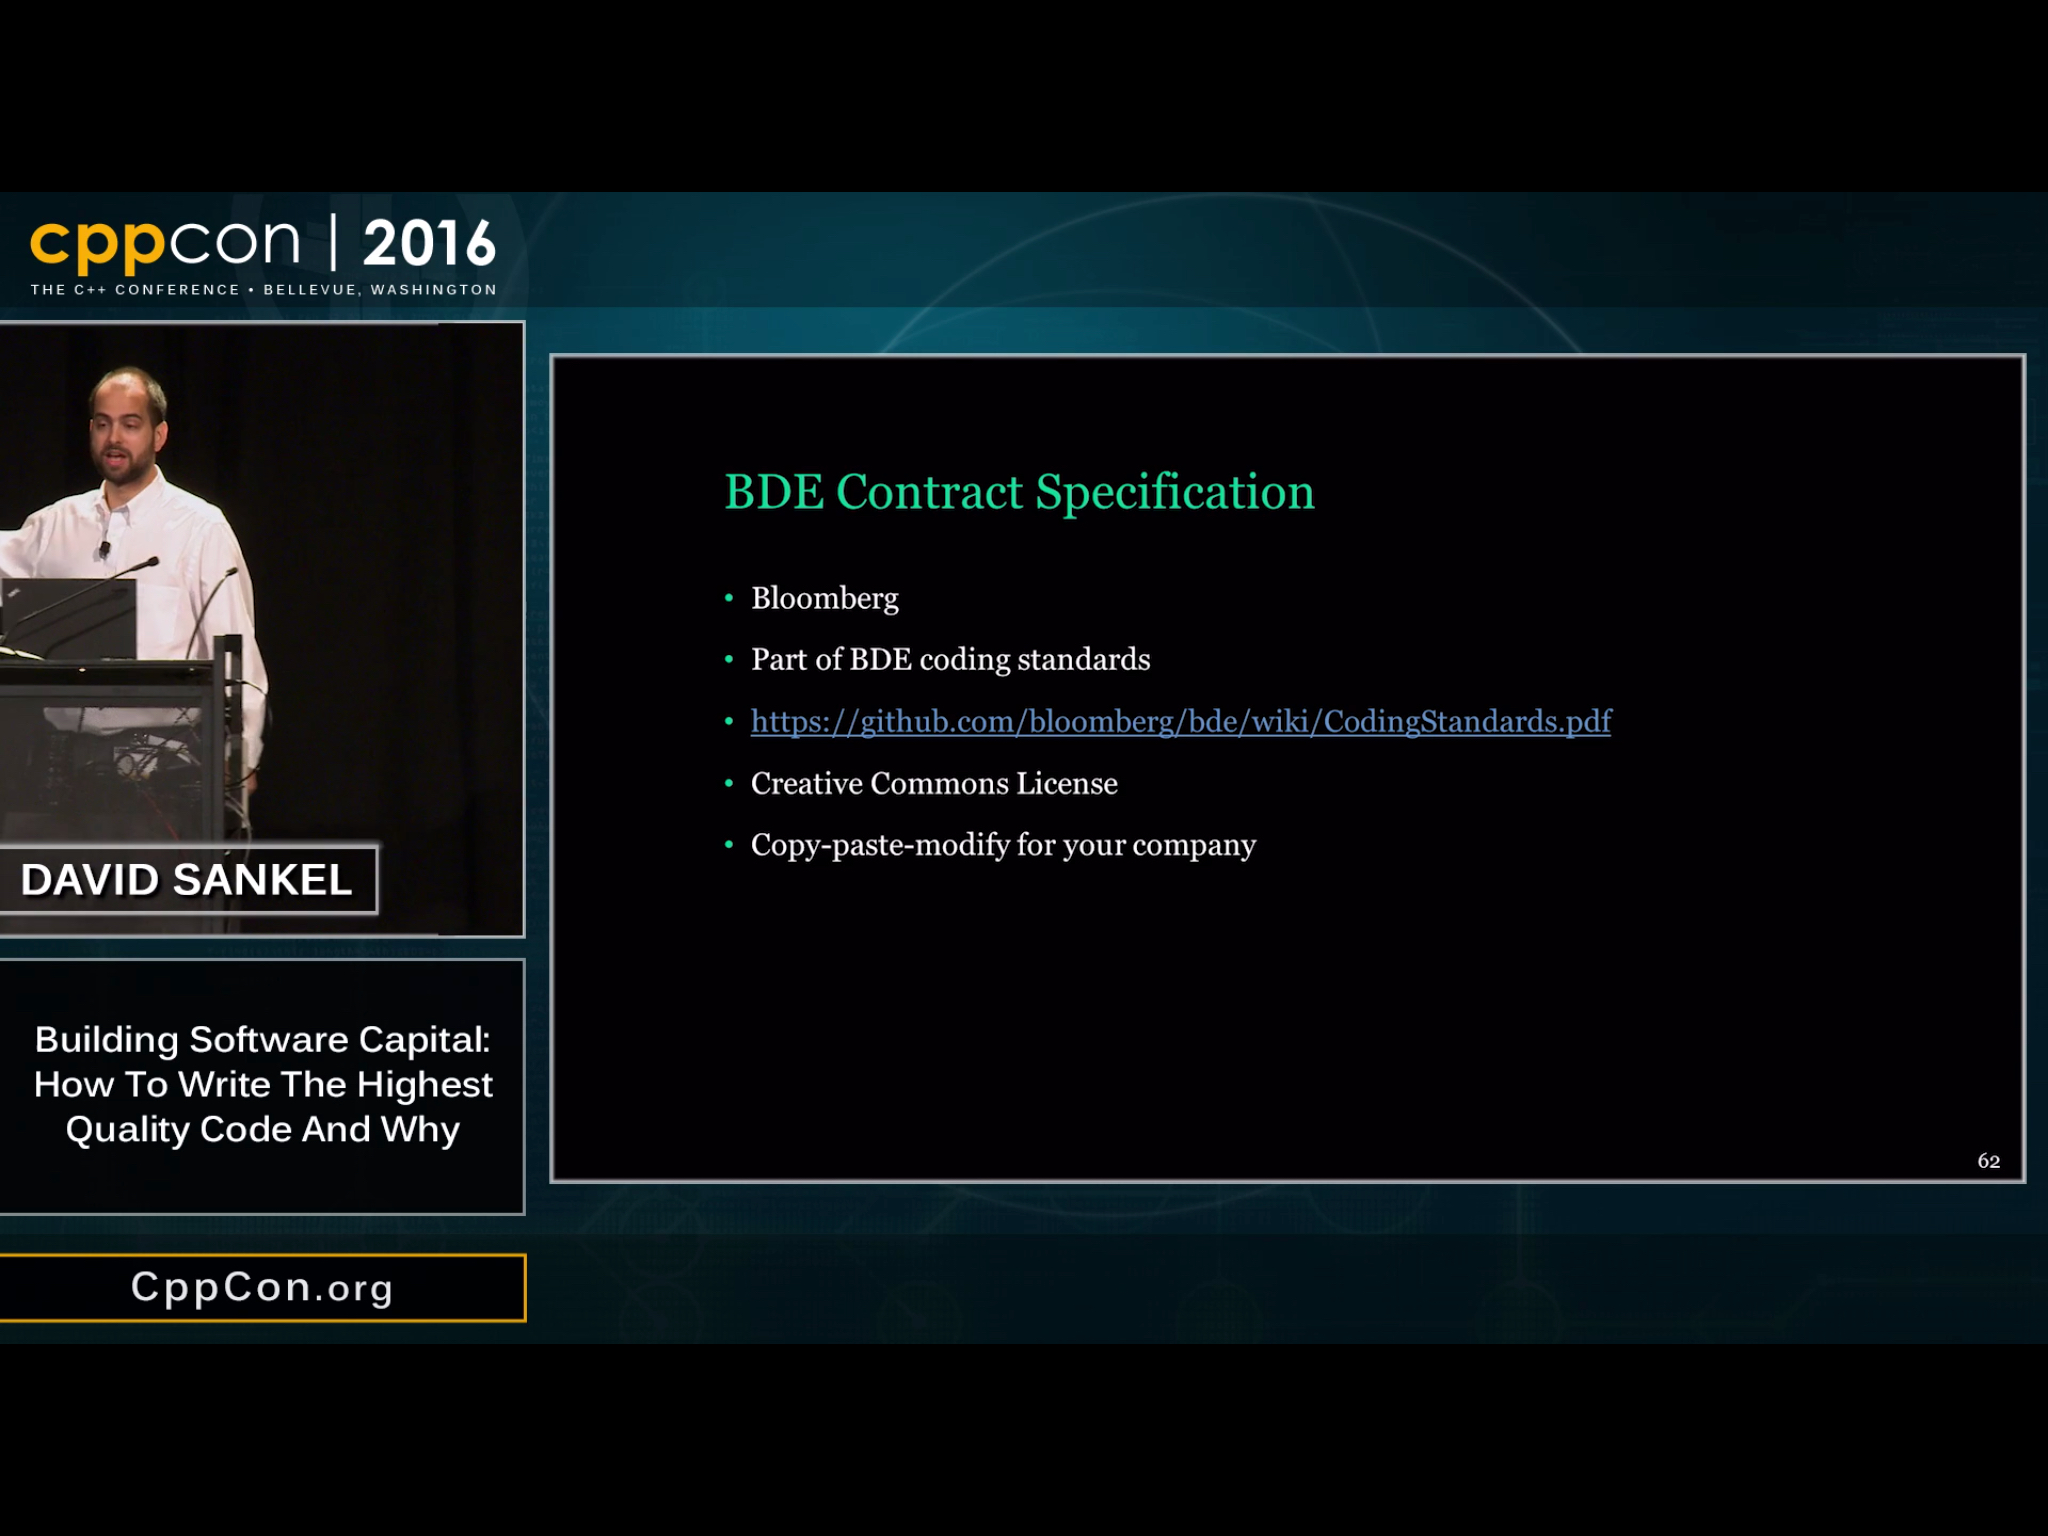 cppcon | 2016
THE C++ CONFERENCE • BELLEVUE, WASHINGTON
DAVID SANKEL
Building Software Capital:
How To Write The Highest
Quality Code And Why
CppCon.org
BDE Contract Specification
• Bloomberg
• Part of BDE coding standards
• https://github.com/bloomberg/bde/wiki/CodingStandards.pdf
• Creative Commons License
• Copy-paste-modify for your company
62